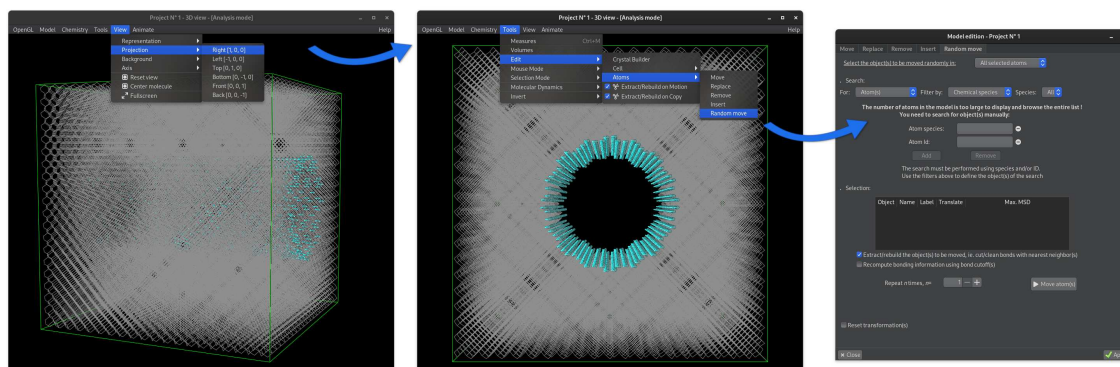 Project N° 1 - 3D view - [Analysis mode]
OpenGL Model Chemistry Tools View Animate Help
Representation
Projection
Background
Axis
Reset view
Center molecule
Fullscreen
Right [1, 0, 0]
Left [-1, 0, 0]
Top [0, 1, 0]
Bottom [0, -1, 0]
Front [0, 0, 1]
Back [0, 0, -1]
Project N° 1 - 3D view - [Analysis mode]
OpenGL Model Chemistry Tools View Animate Help
Measures Ctrl+M
Volumes
Edit
Mouse Mode
Selection Mode
Molecular Dynamics
Invert
Crystal Builder
Cell
Atoms
Extract/Rebuild on Motion
Extract/Rebuild on Copy
Move
Replace
Remove
Insert
Random move
Model edition - Project N° 1
Move Replace Remove Insert Random move
Select the object(s) to be moved randomly in: All selected atoms
. Search:
For: Atom(s) Filter by: Chemical species Species: All
The number of atoms in the model is too large to display and browse the entire list !
You need to search for object(s) manually:
Atom species:
Atom Id:
Add Remove
The search must be performed using species and/or ID.
Use the filters above to define the object(s) of the search
. Selection:
Object Name Label Translate Max. MSD
Extract/rebuild the object(s) to be moved, ie. cut/clean bonds with nearest neighbor(s)
Recompute bonding information using bond cutoff(s)
Repeat n times, n= 1 Move atom(s)
Reset transformation(s)
Close